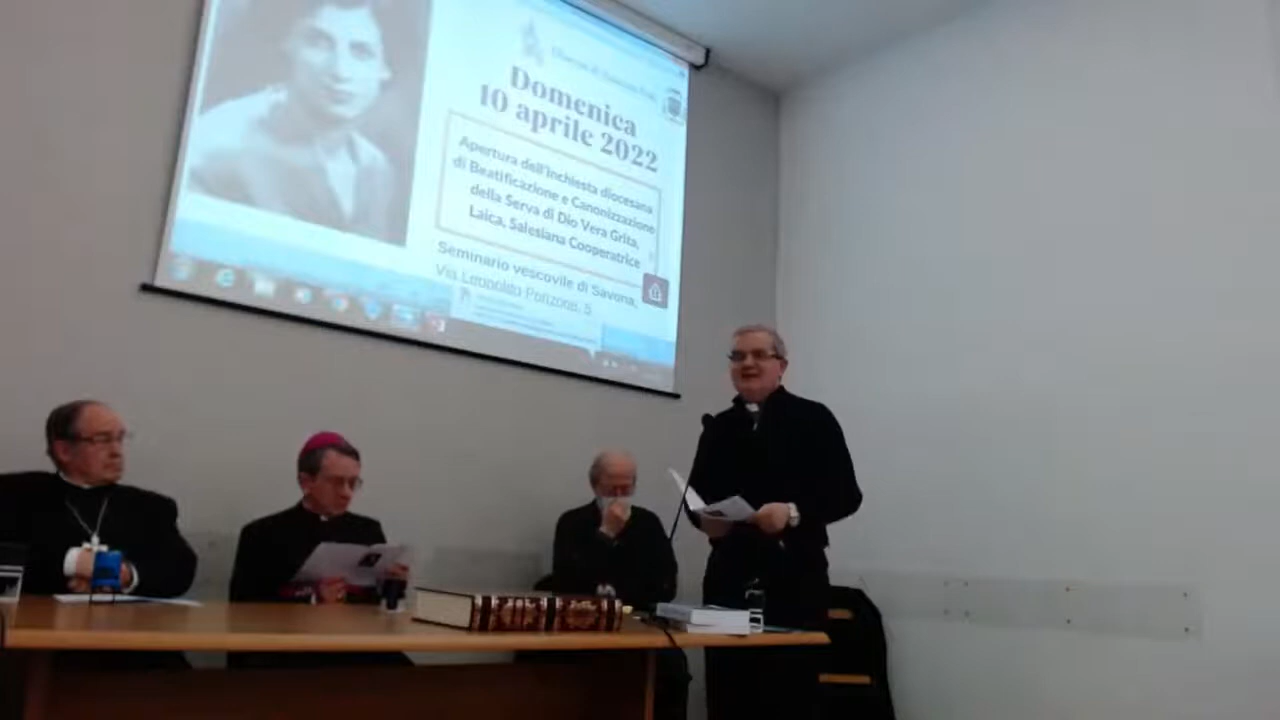 Domenica
10 aprile 2022
Apertura dell'Inchiesta diocesana
di Beatificazione e Canonizzazione
della Serva di Dio Vera Grita,
Laica, Salesiana Cooperatrice
Seminario vescovile di Savona,
Via Leopoldo Ponzone, 5